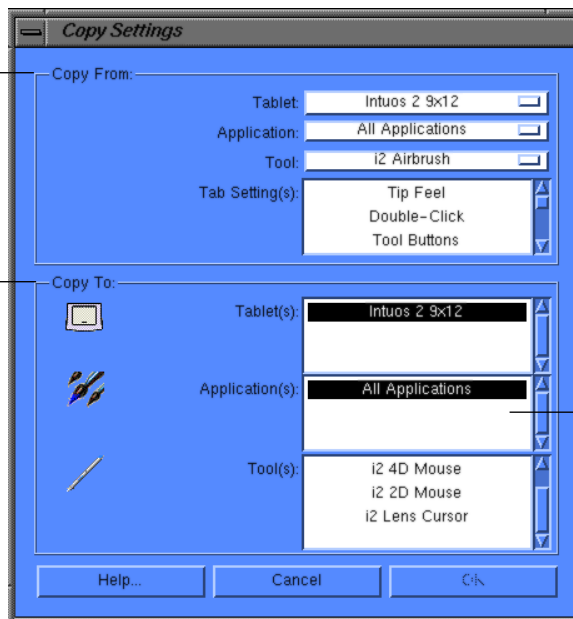 Copy Settings
Copy From:
Tablet: Intuos 2 9x12
Application: All Applications
Tool: i2 Airbrush
Tab Setting(s): Tip Feel
Double-Click
Tool Buttons
Copy To:
Tablet(s): Intuos 2 9x12
Application(s): All Applications
Tool(s): i2 4D Mouse
i2 2D Mouse
i2 Lens Cursor
Help... Cancel OK